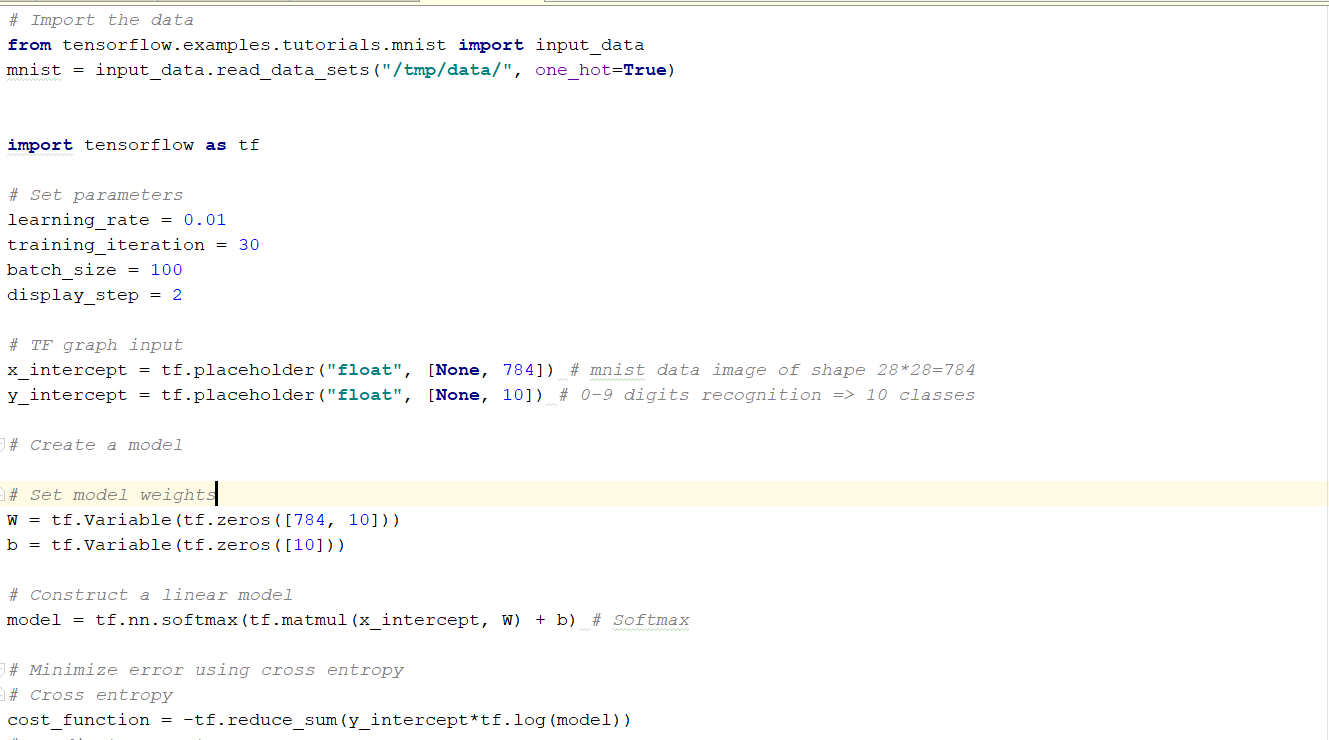 # Import the data
from tensorflow.examples.tutorials.mnist import input_data
mnist = input_data.read_data_sets("/tmp/data/", one_hot=True)
import tensorflow as tf
# Set parameters
learning_rate = 0.01
training_iteration = 30
batch_size = 100
display_step = 2
# TF graph input
x_intercept = tf.placeholder("float", [None, 784]) # mnist data image of shape 28*28=784
y_intercept = tf.placeholder("float", [None, 10]) # 0-9 digits recognition => 10 classes
# Create a model
# Set model weights
W = tf.Variable(tf.zeros([784, 10]))
b = tf.Variable(tf.zeros([10]))
# Construct a linear model
model = tf.nn.softmax(tf.matmul(x_intercept, W) + b) # Softmax
# Minimize error using cross entropy
# Cross entropy
cost_function = -tf.reduce_sum(y_intercept*tf.log(model))